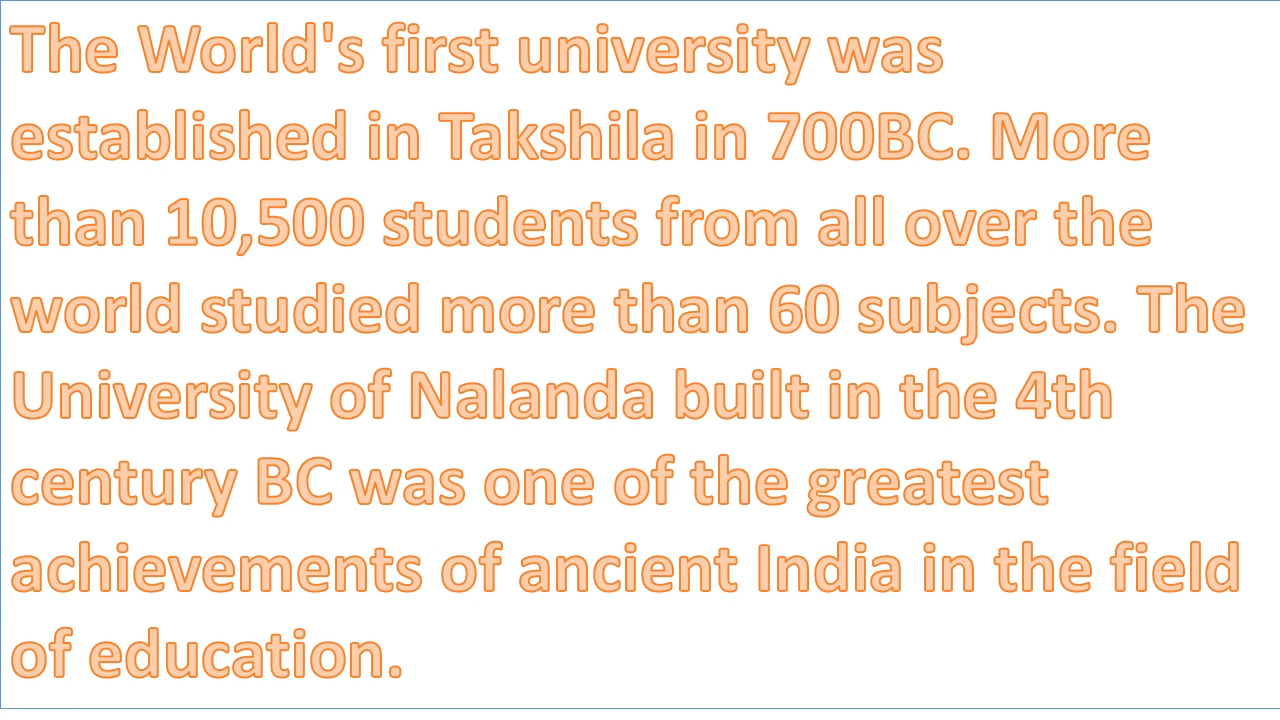 The World's first university was
established in Takshila in 700BC. More
than 10,500 students from all over the
world studied more than 60 subjects. The
University of Nalanda built in the 4th
century BC was one of the greatest
achievements of ancient India in the field
of education.